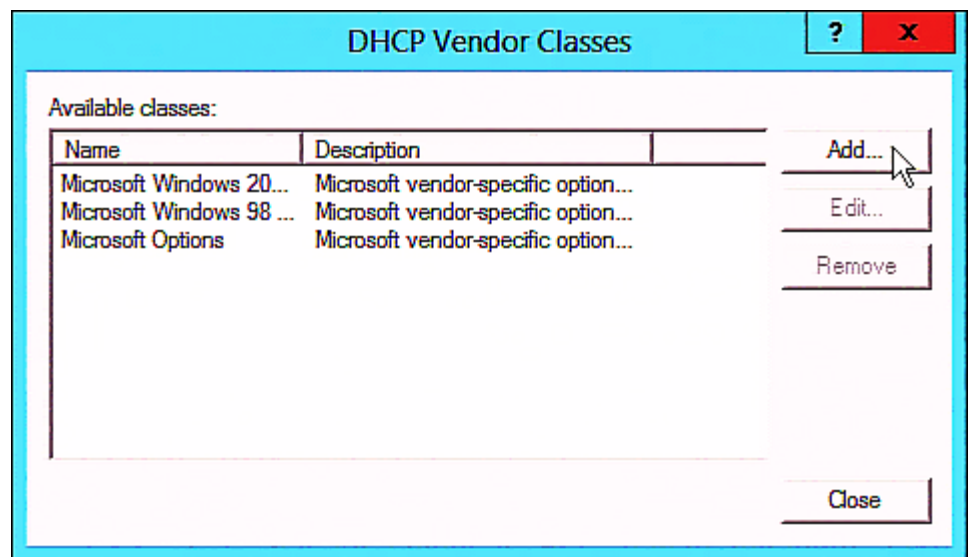 DHCP Vendor Classes
? x
Available classes:
Name Description
Microsoft Windows 20... Microsoft vendor-specific option...
Microsoft Windows 98 ... Microsoft vendor-specific option...
Microsoft Options Microsoft vendor-specific option...
Add...
Edit...
Remove
Close